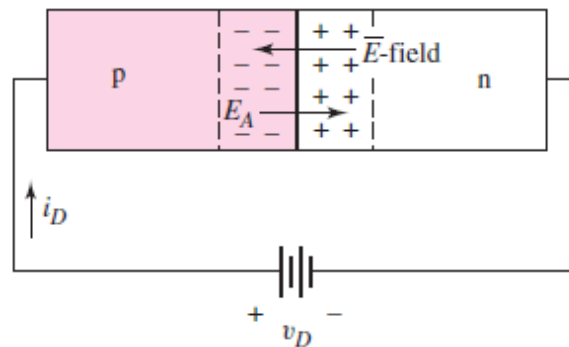 − − + +
E̅-field
− − + +
p n
− − + +
E_A
− − + +
i_D
+ −
v_D